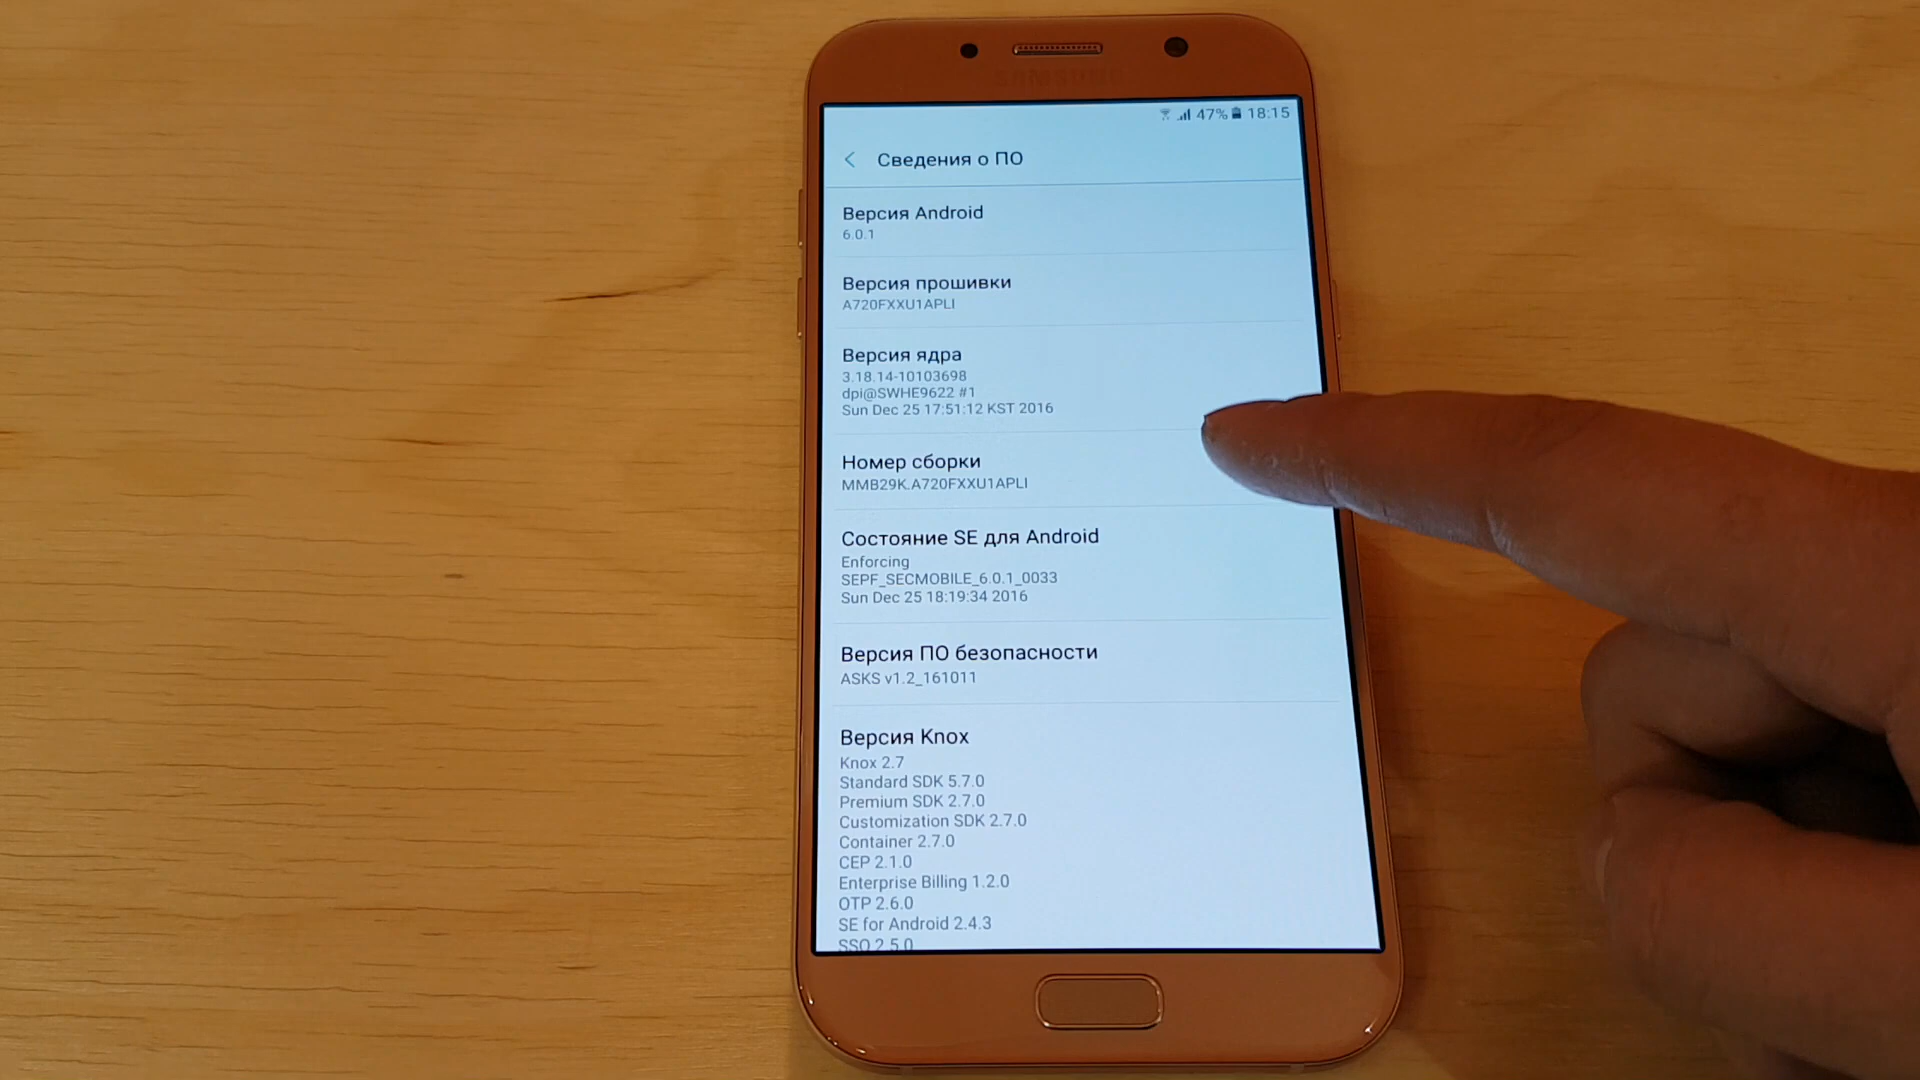 SAMSUNG
47% 18:15
Сведения о ПО
Версия Android
6.0.1
Версия прошивки
A720FXXU1APLI
Версия ядра
3.18.14-10103698
dpi@SWHE9622 #1
Sun Dec 25 17:51:12 KST 2016
Номер сборки
MMB29K.A720FXXU1APLI
Состояние SE для Android
Enforcing
SEPF_SECMOBILE_6.0.1_0033
Sun Dec 25 18:19:34 2016
Версия ПО безопасности
ASKS v1.2_161011
Версия Knox
Knox 2.7
Standard SDK 5.7.0
Premium SDK 2.7.0
Customization SDK 2.7.0
Container 2.7.0
CEP 2.1.0
Enterprise Billing 1.2.0
OTP 2.6.0
SE for Android 2.4.3
SSO 2.5.0